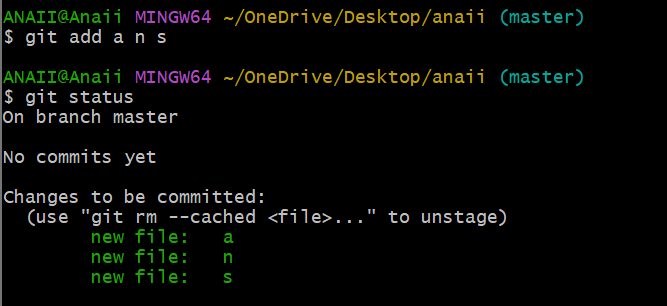 ANAII@Anaii MINGW64 ~/OneDrive/Desktop/anaii (master)
$ git add a n s
ANAII@Anaii MINGW64 ~/OneDrive/Desktop/anaii (master)
$ git status
On branch master
No commits yet
Changes to be committed:
  (use "git rm --cached <file>..." to unstage)
        new file:   a
        new file:   n
        new file:   s